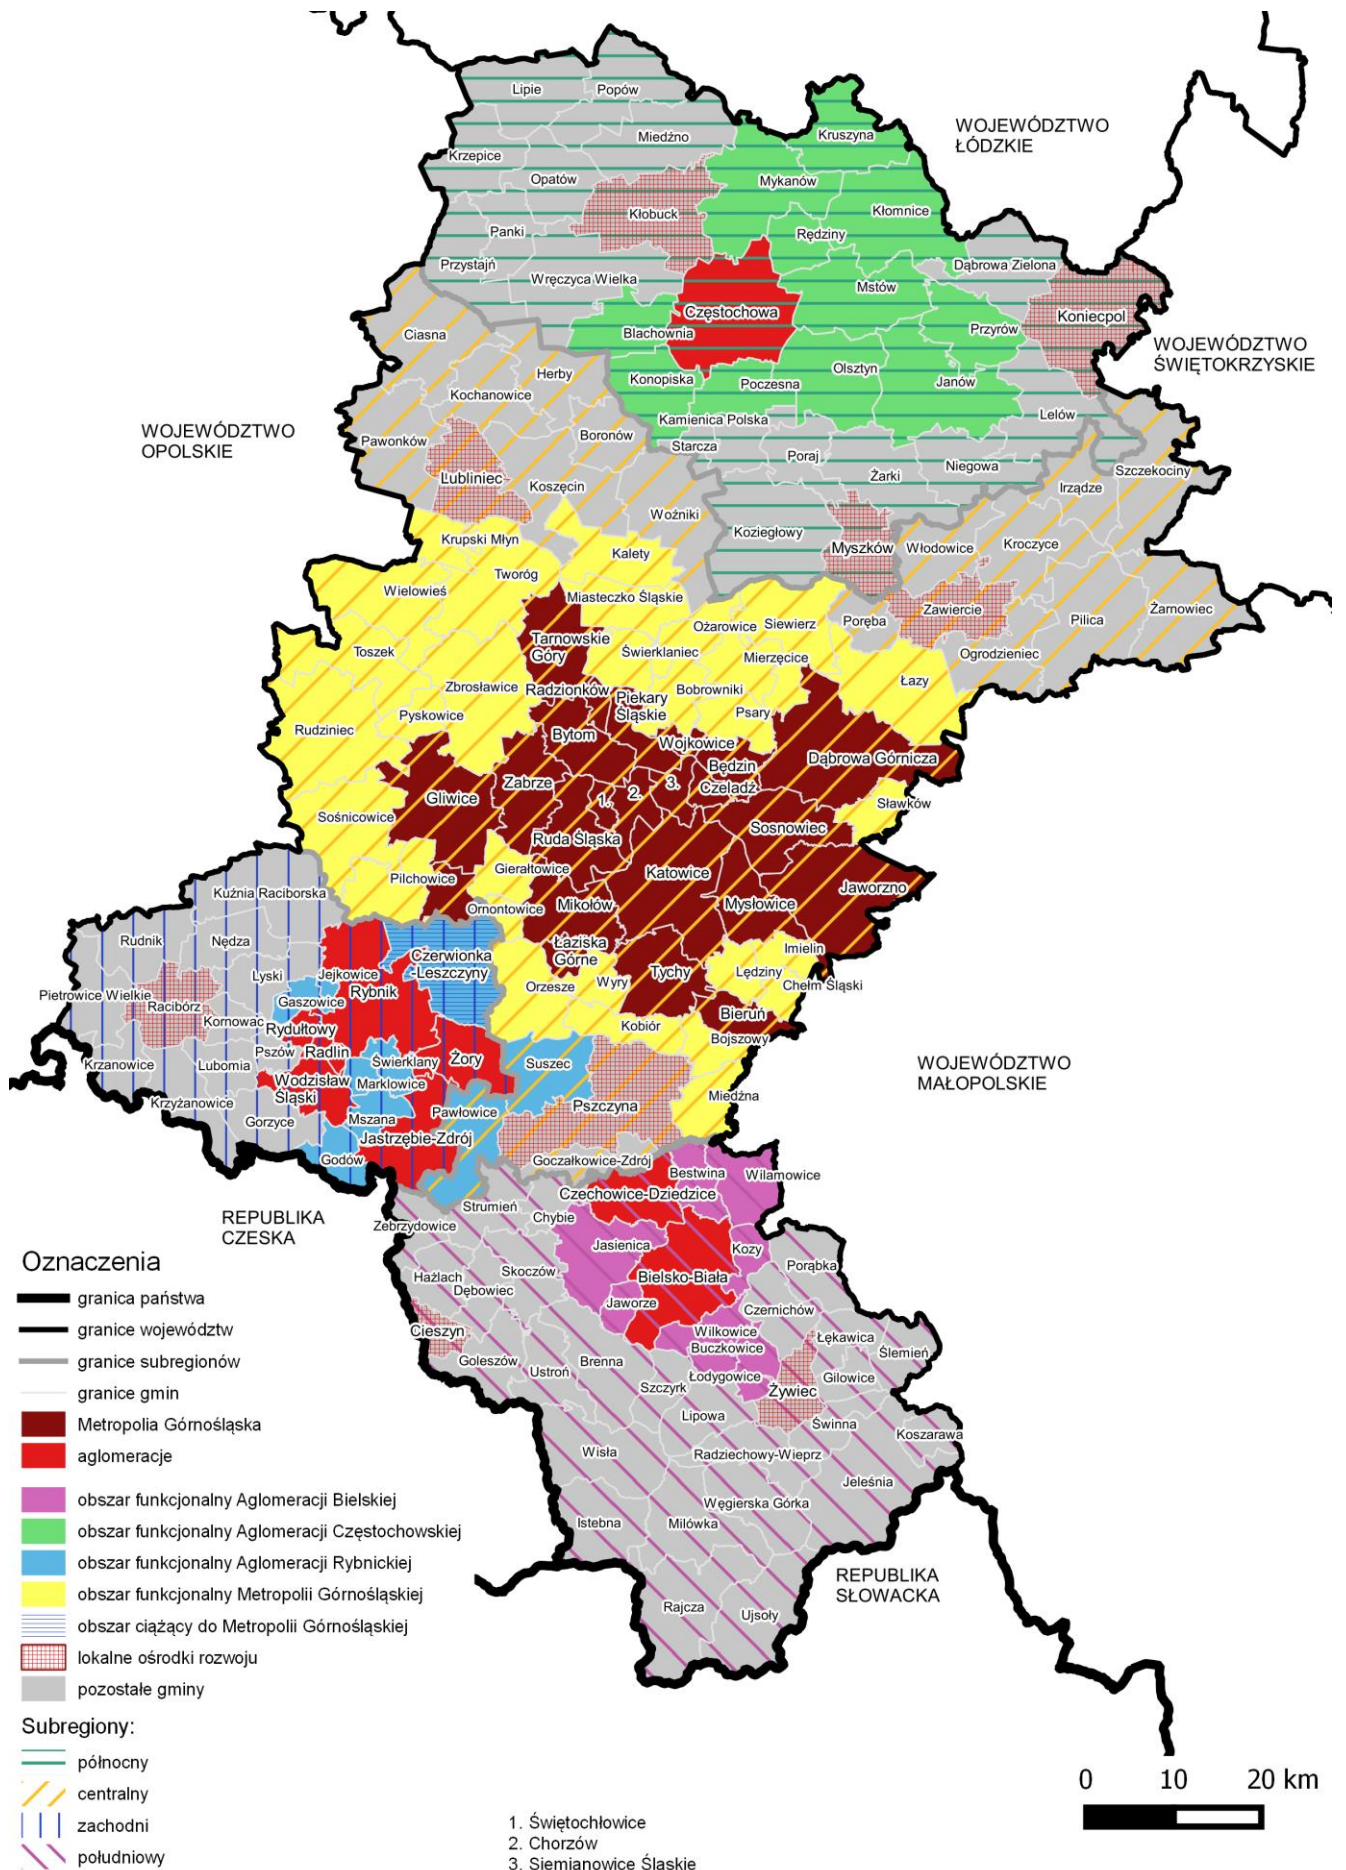 Lipie
Popów
Kruszyna
WOJEWÓDZTWO
ŁÓDZKIE
Miedźno
Krzepice
Opatów
Mykanów
Kłobuck
Kłomnice
Panki
Rędziny
Przystajń
Wręczyca Wielka
Dąbrowa Zielona
Mstów
Częstochowa
Koniecpol
Ciasna
Blachownia
Przyrów
WOJEWÓDZTWO
ŚWIĘTOKRZYSKIE
Herby
Konopiska
Poczesna
Olsztyn
Janów
Kochanowice
Kamienica Polska
Lelów
WOJEWÓDZTWO
OPOLSKIE
Pawonków
Boronów
Starcza
Poraj
Żarki
Niegowa
Szczekociny
Lubliniec
Koszęcin
Irządze
Woźniki
Koziegłowy
Myszków
Włodowice
Kroczyce
Krupski Młyn
Kalety
Tworóg
Wielowieś
Miasteczko Śląskie
Zawiercie
Żarnowiec
Poręba
Pilica
Ożarowice
Siewierz
Tarnowskie
Góry
Toszek
Świerklaniec
Mierzęcice
Ogrodzieniec
Zbrosławice
Radzionków
Piekary
Śląskie
Bobrowniki
Łazy
Psary
Pyskowice
Rudziniec
Bytom
Wojkowice
Będzin
Dąbrowa Górnicza
Zabrze
Czeladź
Gliwice
1.
2.
3.
Sławków
Sośnicowice
Sosnowiec
Ruda Śląska
Katowice
Gierałtowice
Pilchowice
Jaworzno
Kuźnia Raciborska
Ornontowice
Mikołów
Mysłowice
Rudnik
Nędza
Łaziska
Górne
Imielin
Czerwionka
-Leszczyny
Lyski
Jejkowice
Tychy
Lędziny
Chełm Śląski
Pietrowice Wielkie
Racibórz
Gaszowice
Rybnik
Orzesze
Wyry
Kornowac
Rydułtowy
Kobiór
Bieruń
Bojszowy
Krzanowice
Lubomia
Pszów
Radlin
Świerklany
Żory
Suszec
WOJEWÓDZTWO
MAŁOPOLSKIE
Wodzisław
Śląski
Marklowice
Krzyżanowice
Gorzyce
Mszana
Pawłowice
Pszczyna
Miedźna
Jastrzębie-Zdrój
Godów
Goczałkowice-Zdrój
Bestwina
Wilamowice
Czechowice-Dziedzice
REPUBLIKA
CZESKA
Strumień
Zebrzydowice
Chybie
Jasienica
Kozy
Porąbka
Skoczów
Hażlach
Dębowiec
Bielsko-Biała
Jaworze
Czernichów
Cieszyn
Wilkowice
Łękawica
Buczkowice
Ślemień
Goleszów
Ustroń
Brenna
Łodygowice
Gilowice
Szczyrk
Żywiec
Lipowa
Świnna
Koszarawa
Wisła
Radziechowy-Wieprz
Jeleśnia
Węgierska Górka
Istebna
Milówka
REPUBLIKA
SŁOWACKA
Rajcza
Ujsoły
Oznaczenia
granica państwa
granice województw
granice subregionów
granice gmin
Metropolia Górnośląska
aglomeracje
obszar funkcjonalny Aglomeracji Bielskiej
obszar funkcjonalny Aglomeracji Częstochowskiej
obszar funkcjonalny Aglomeracji Rybnickiej
obszar funkcjonalny Metropolii Górnośląskiej
obszar ciążący do Metropolii Górnośląskiej
lokalne ośrodki rozwoju
pozostałe gminy
Subregiony:
północny
centralny
zachodni
południowy
1. Świętochłowice
2. Chorzów
3. Siemianowice Śląskie
0 10 20 km